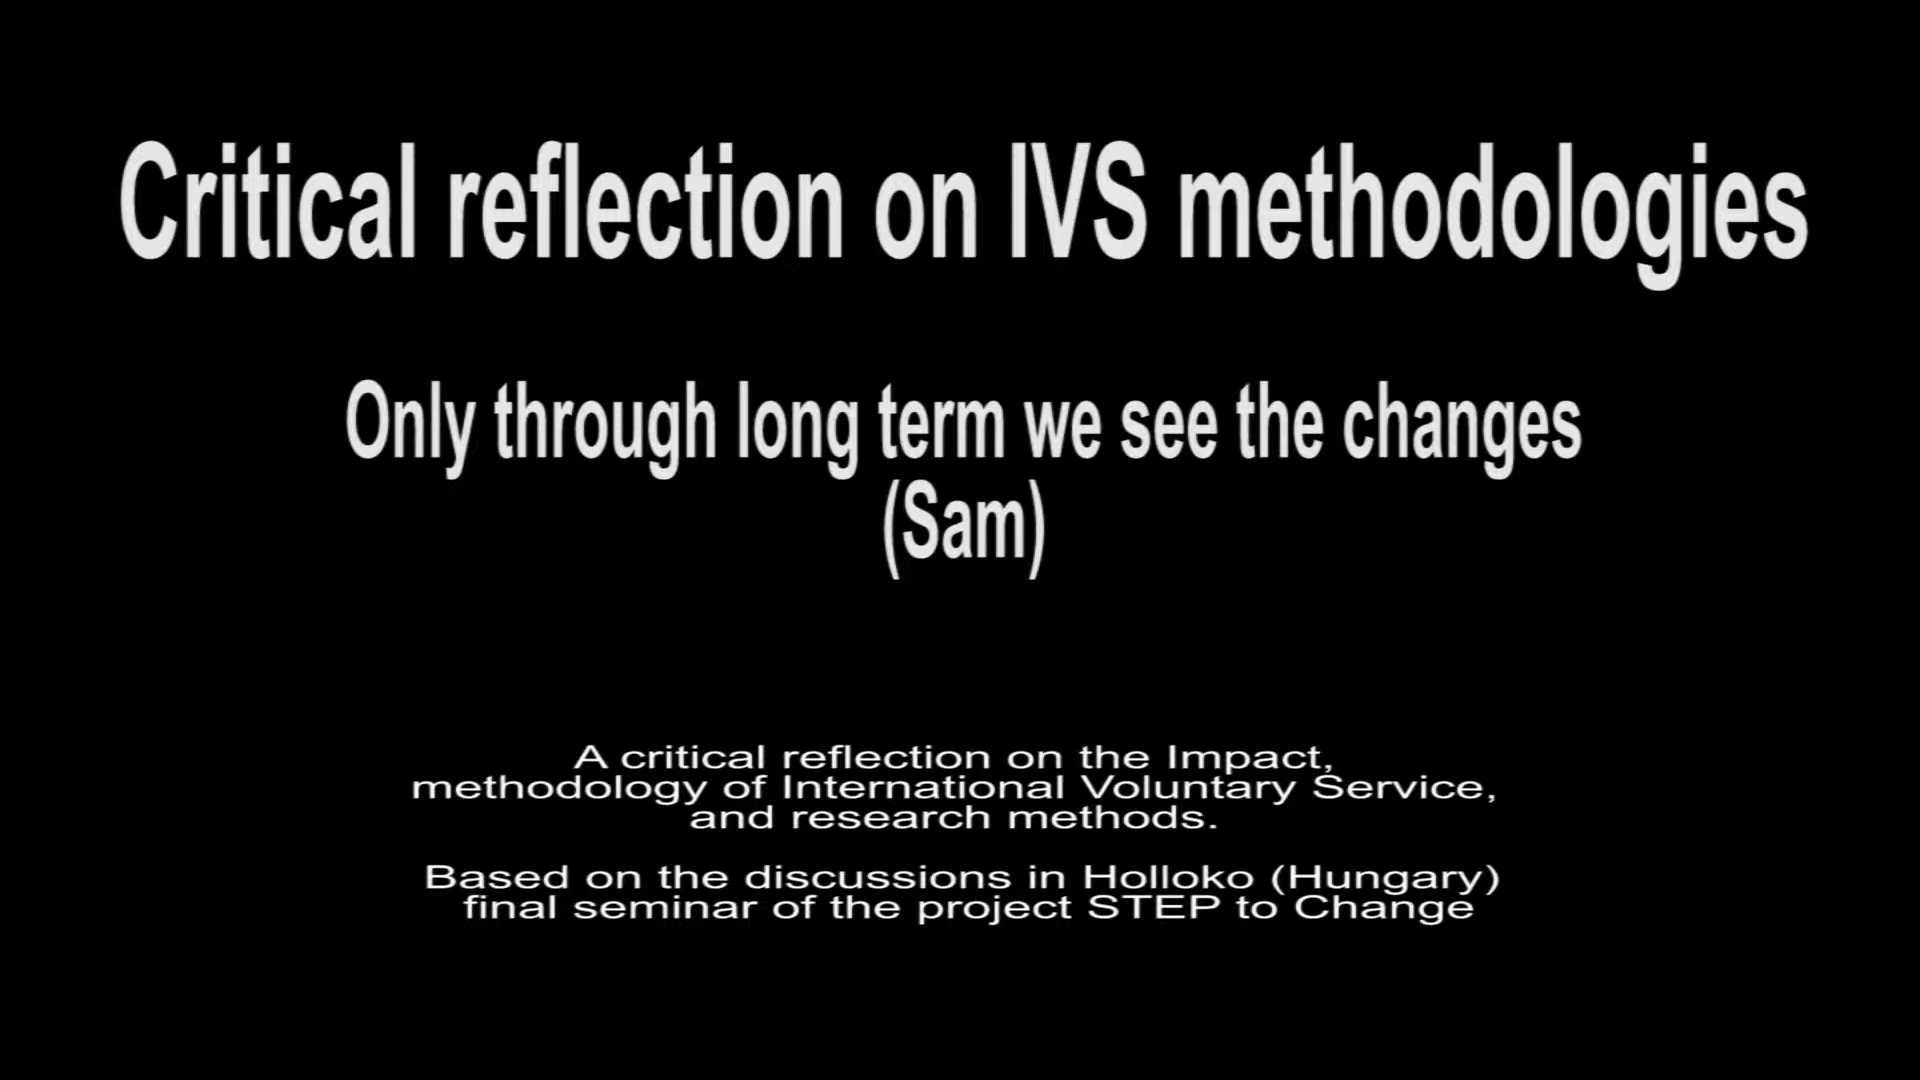 Critical reflection on IVS methodologies
Only through long term we see the changes
(Sam)
A critical reflection on the Impact,
methodology of International Voluntary Service,
and research methods.
Based on the discussions in Holloko (Hungary)
final seminar of the project STEP to Change